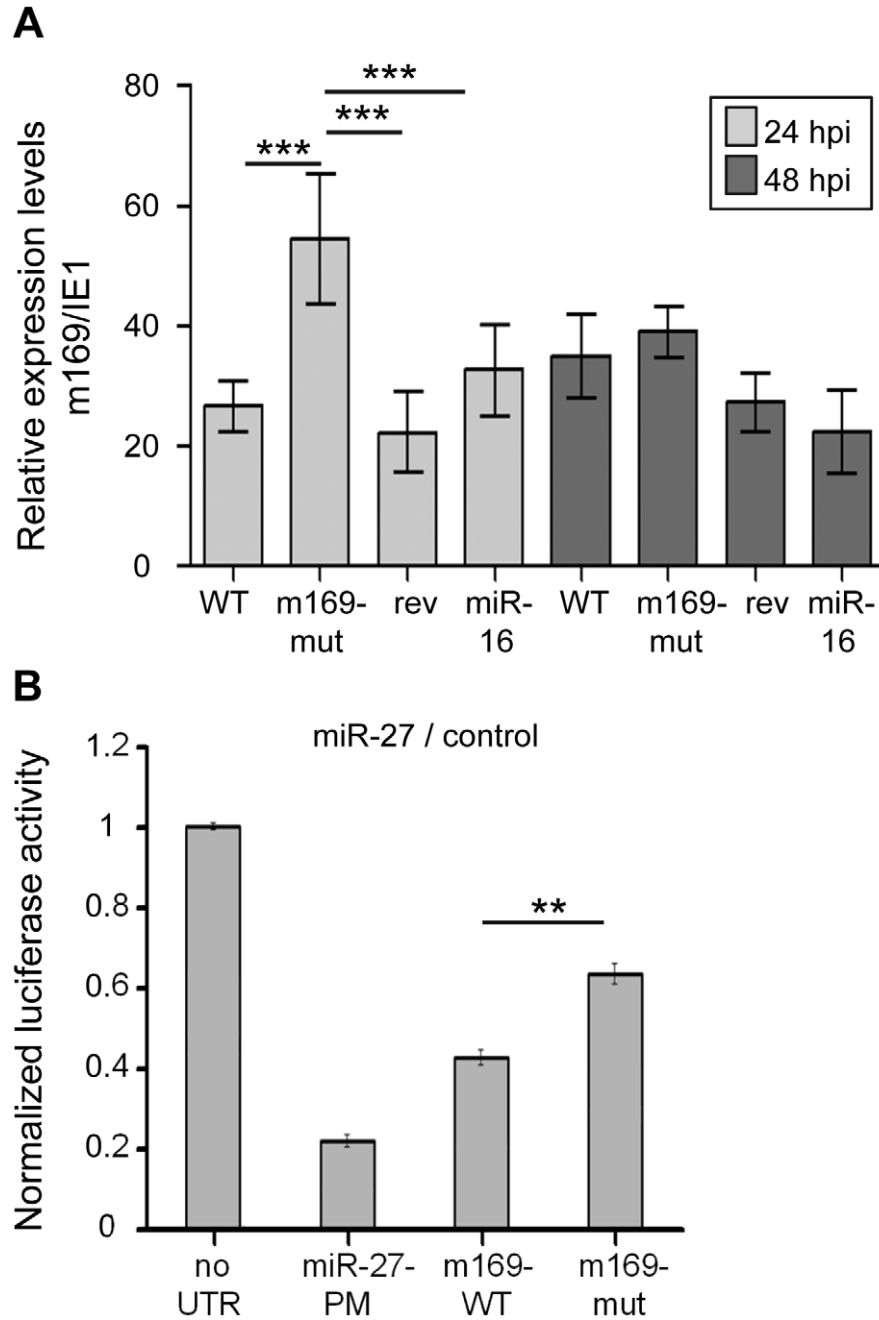 A
Relative expression levels
m169/IE1
80
60
40
20
0
***
***
***
24 hpi
48 hpi
WT m169-mut rev miR-16 WT m169-mut rev miR-16
B
miR-27 / control
Normalized luciferase activity
1.2
1
0.8
0.6
0.4
0.2
0
**
no UTR miR-27-PM m169-WT m169-mut